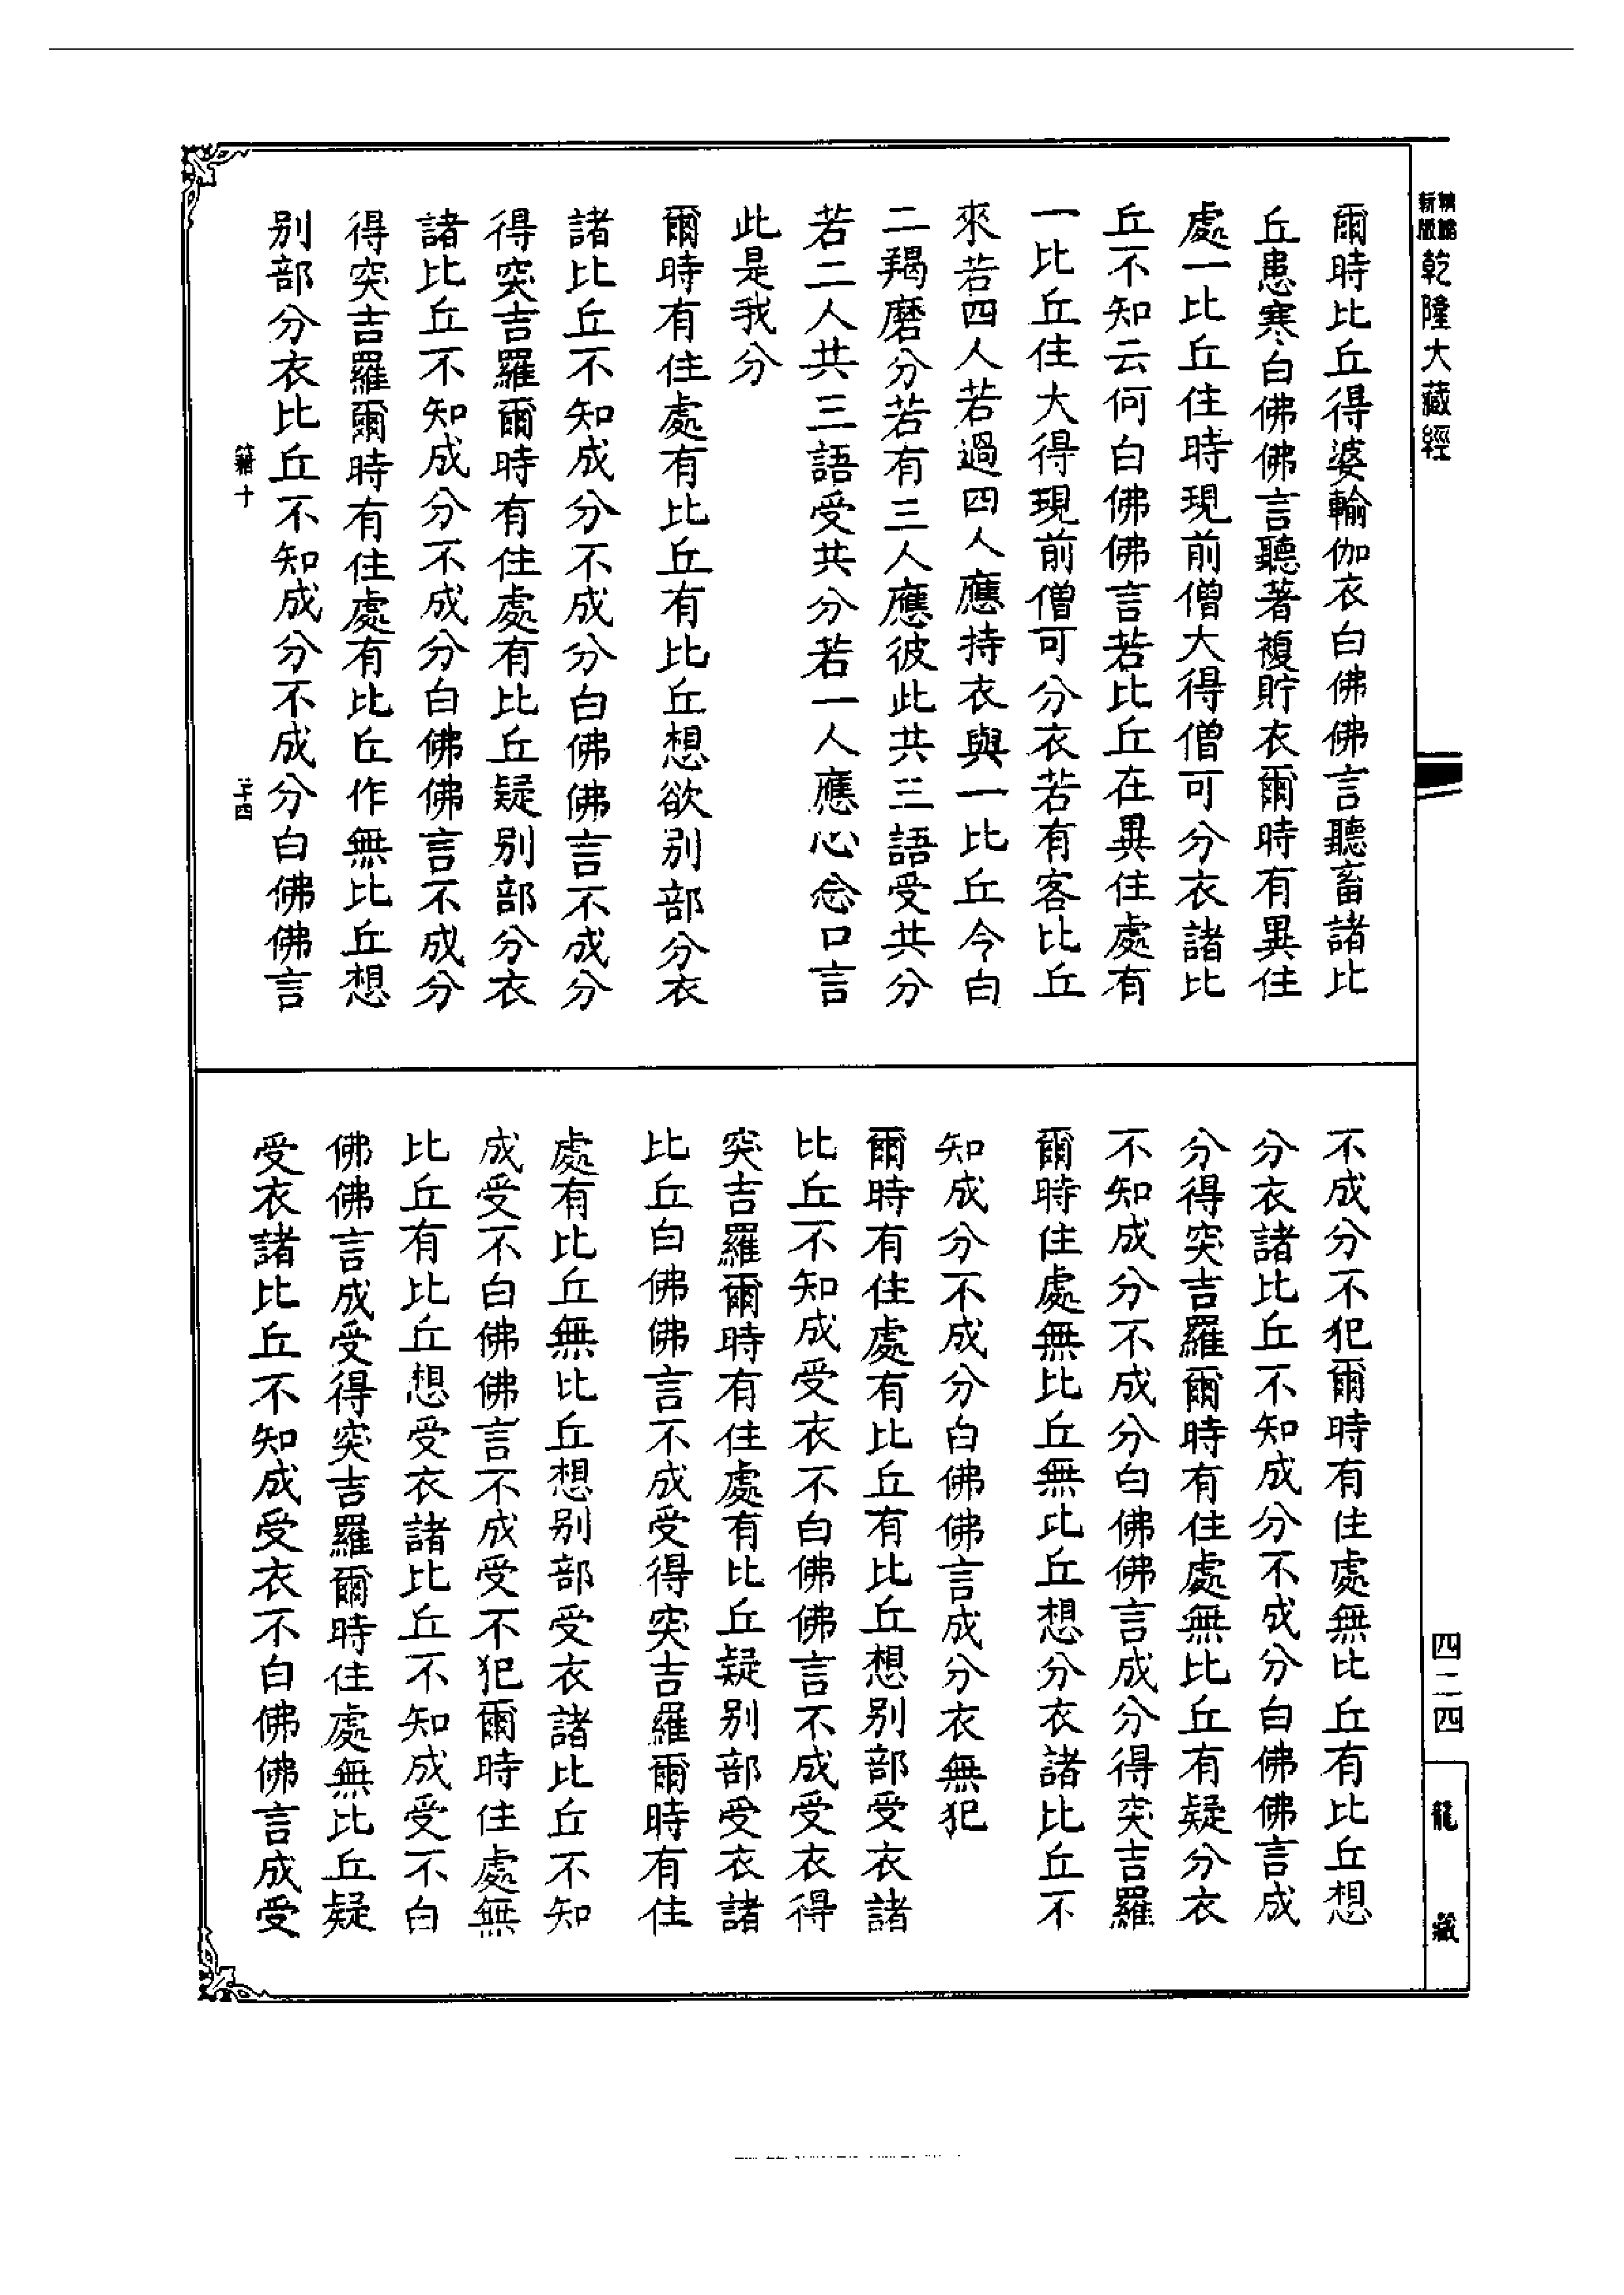 新版
乾隆大藏經
爾時比丘得婆輸伽衣白佛佛言聽畜諸比
丘患寒白佛佛言聽著複貯衣爾時有異住
處一比丘住時現前僧大得僧可分衣諸比
丘不知云何白佛佛言若比丘在異住處有
一比丘住大得現前僧可分衣若有客比丘
來若四人若過四人應持衣與一比丘令白
二羯磨分若有三人應彼此共三語受共分
若二人共三語受共分若一人應心念口言
此是我分
爾時有住處有比丘有比丘想欲別部分衣
諸比丘不知成分不成分白佛佛言不成分
得突吉羅爾時有住處有比丘疑別部分衣
諸比丘不知成分不成分白佛佛言不成分
得突吉羅爾時有住處有比丘作無比丘想
別部分衣比丘不知成分不成分白佛佛言
籍十
不成分不犯爾時有住處無比丘有比丘想
分衣諸比丘不知成分不成分白佛佛言成
分得突吉羅爾時有住處無比丘有疑分衣
不知成分不成分白佛佛言成分得突吉羅
爾時住處無比丘無比丘想分衣諸比丘不
知成分不成分白佛佛言成分衣無犯
爾時有住處有比丘有比丘想別部受衣諸
比丘不知成受衣不白佛佛言不成受衣得
突吉羅爾時有住處有比丘疑別部受衣諸
比丘白佛佛言不成受得突吉羅爾時有住
處有比丘無比丘想別部受衣諸比丘不知
成受不白佛佛言不成受不犯爾時住處無
比丘有比丘想受衣諸比丘不知成受不白
佛佛言成受得突吉羅爾時住處無比丘疑
受衣諸比丘不知成受衣不白佛佛言成受
四二四
龍藏